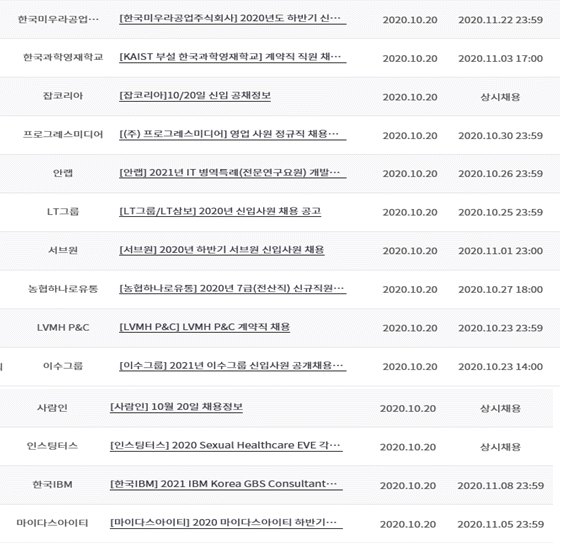 한국미우라공업… [한국미우라공업주식회사] 2020년도 하반기 신… 2020.10.20 2020.11.22 23:59
한국과학영재학교 [KAIST 부설 한국과학영재학교] 계약직 직원 채… 2020.10.20 2020.11.03 17:00
잡코리아 [잡코리아]10/20일 신입 공채정보 2020.10.20 상시채용
프로그레스미디어 [(주) 프로그레스미디어] 영업 사원 정규직 채용… 2020.10.20 2020.10.30 23:59
안랩 [안랩] 2021년 IT 병역특례(전문연구요원) 개발… 2020.10.20 2020.10.26 23:59
LT그룹 [LT그룹/LT삼보] 2020년 신입사원 채용 공고 2020.10.20 2020.10.25 23:59
서브원 [서브원] 2020년 하반기 서브원 신입사원 채용 2020.10.20 2020.11.01 23:00
농협하나로유통 [농협하나로유통] 2020년 7급(전산직) 신규직원… 2020.10.20 2020.10.27 18:00
LVMH P&C [LVMH P&C] LVMH P&C 계약직 채용 2020.10.20 2020.10.23 23:59
이수그룹 [이수그룹] 2021년 이수그룹 신입사원 공개채용… 2020.10.20 2020.10.23 14:00
사람인 [사람인] 10월 20일 채용정보 2020.10.20 상시채용
인스팅터스 [인스팅터스] 2020 Sexual Healthcare EVE 각… 2020.10.20 상시채용
한국IBM [한국IBM] 2021 IBM Korea GBS Consultant… 2020.10.20 2020.11.08 23:59
마이다스아이티 [마이다스아이티] 2020 마이다스아이티 하반기… 2020.10.20 2020.11.05 23:59